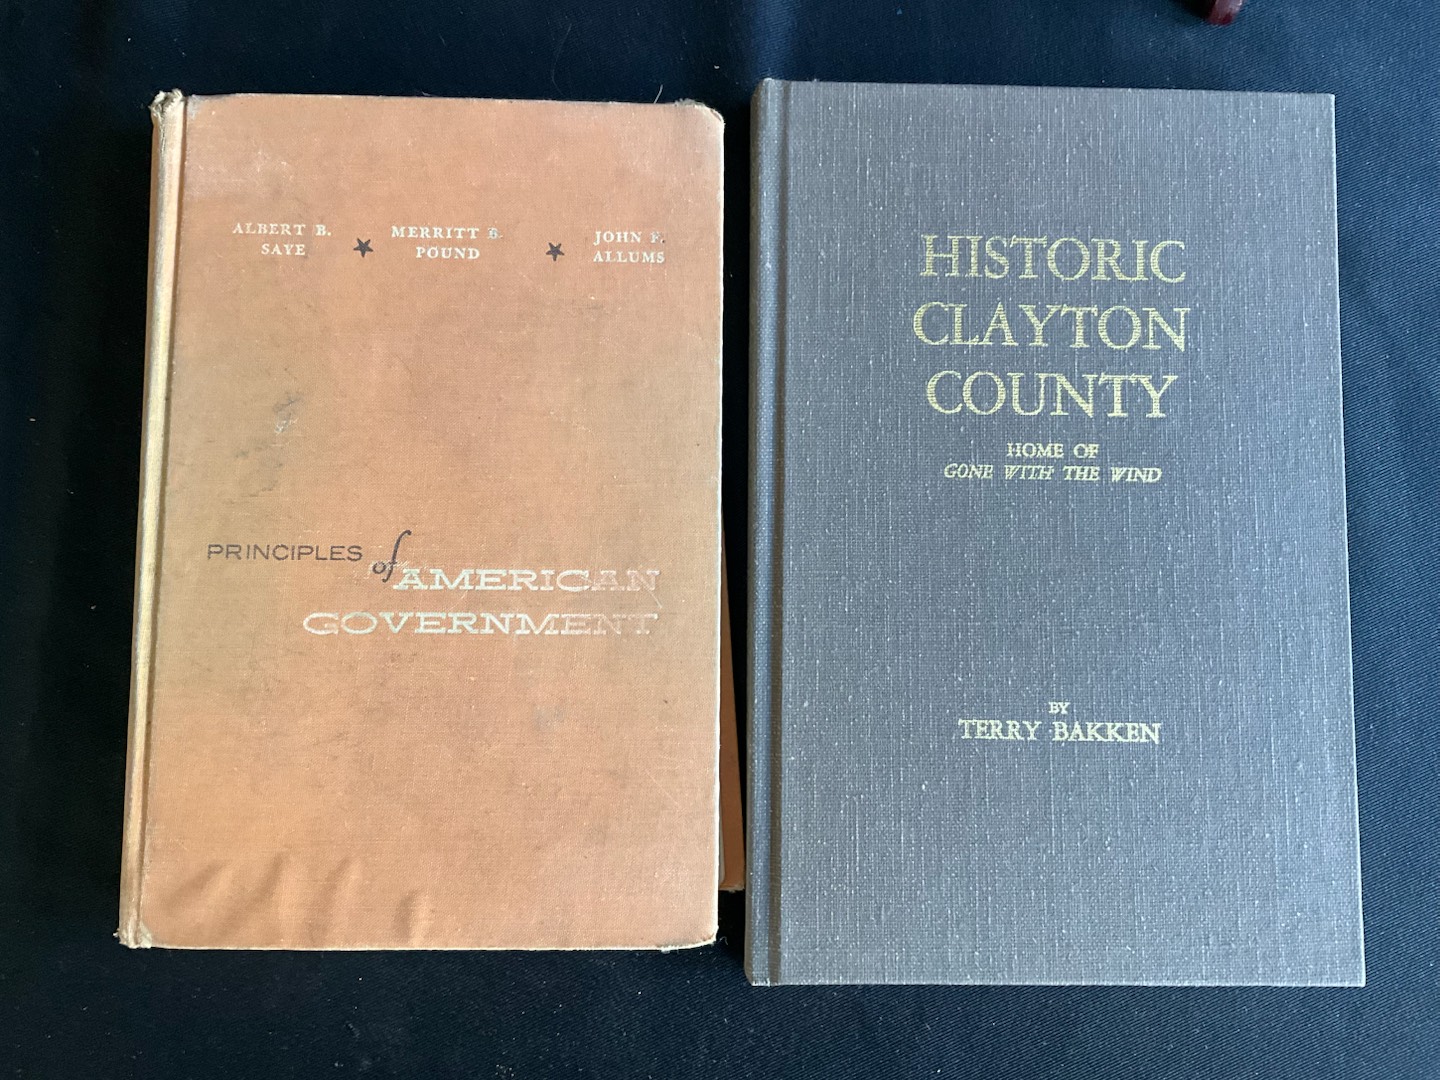 ALBERT B.
SAYE
MERRITT B.
POUND
JOHN F.
ALLUMS
PRINCIPLES of AMERICAN
GOVERNMENT
HISTORIC
CLAYTON
COUNTY
HOME OF
GONE WITH THE WIND
BY
TERRY BAKKEN